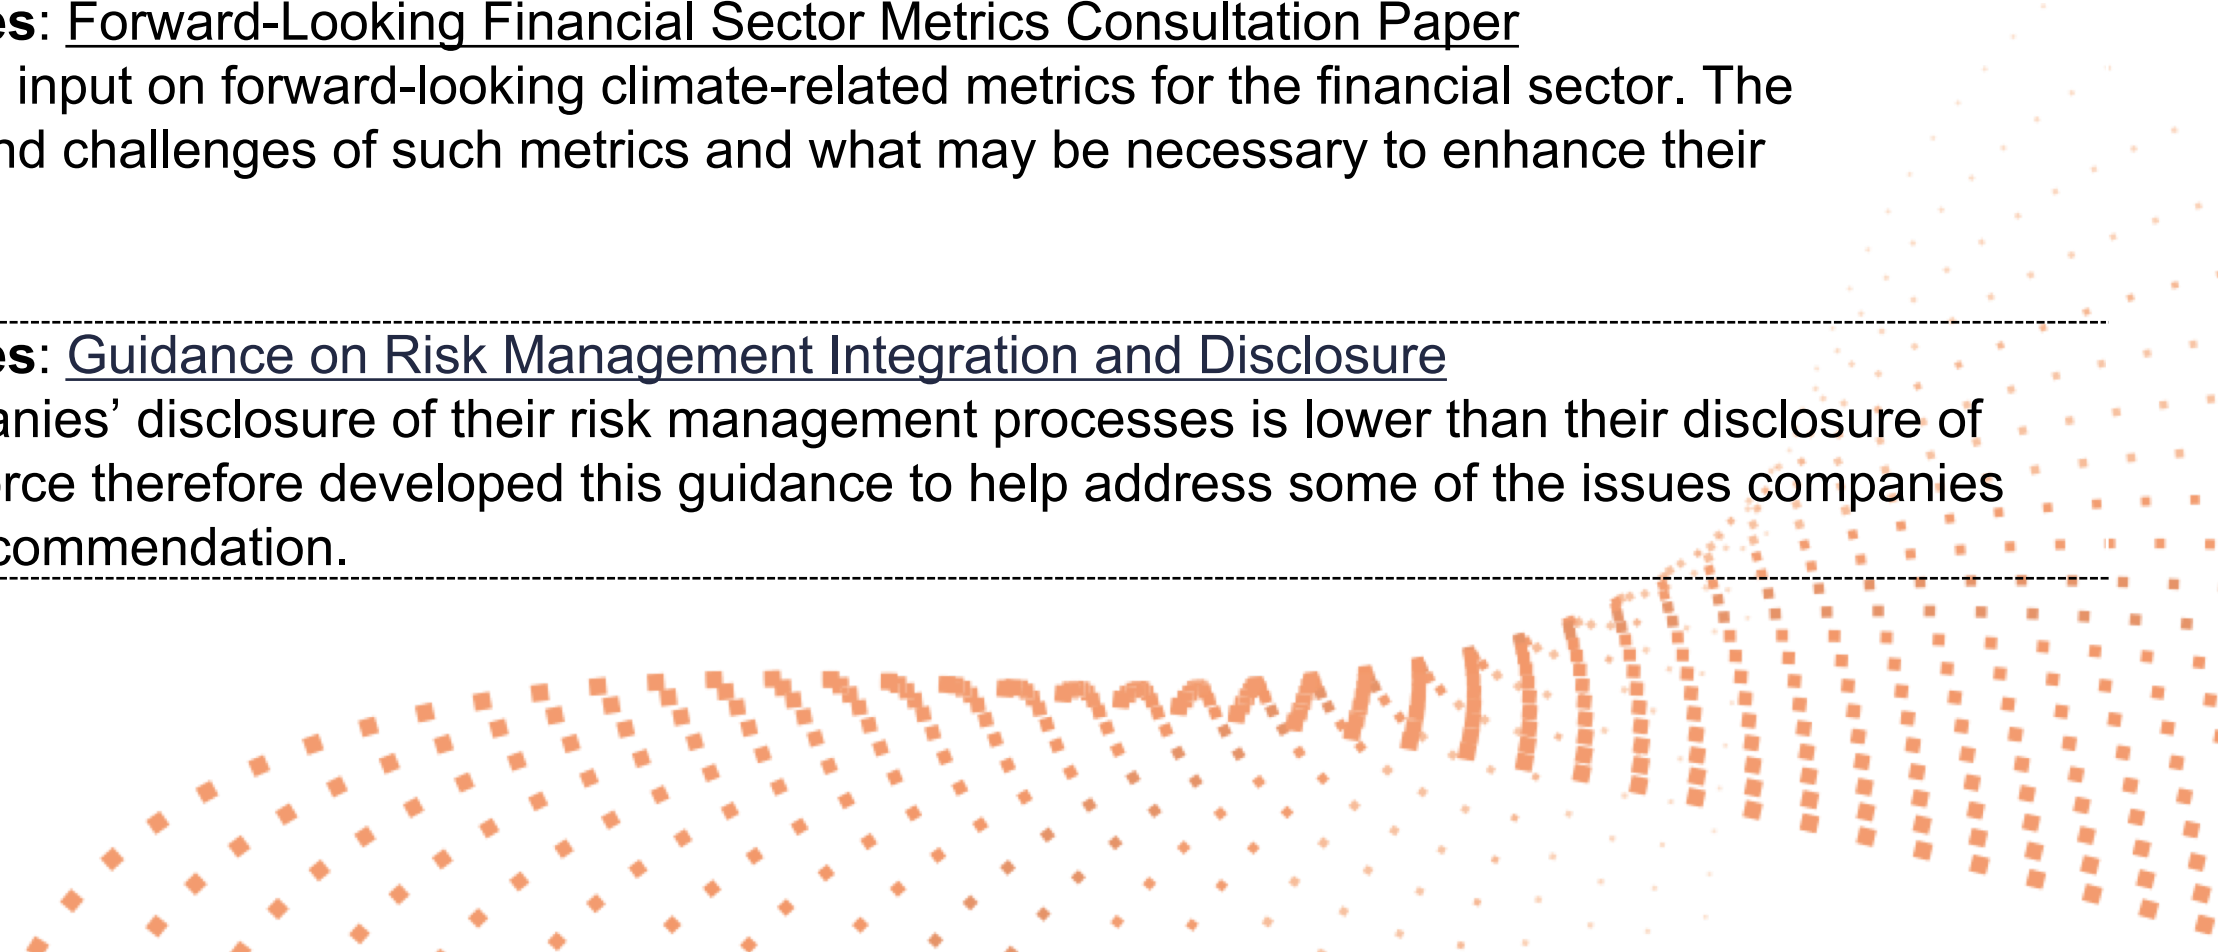 es: Forward-Looking Financial Sector Metrics Consultation Paper
input on forward-looking climate-related metrics for the financial sector. The
nd challenges of such metrics and what may be necessary to enhance their
es: Guidance on Risk Management Integration and Disclosure
anies’ disclosure of their risk management processes is lower than their disclosure of
rce therefore developed this guidance to help address some of the issues companies
commendation.